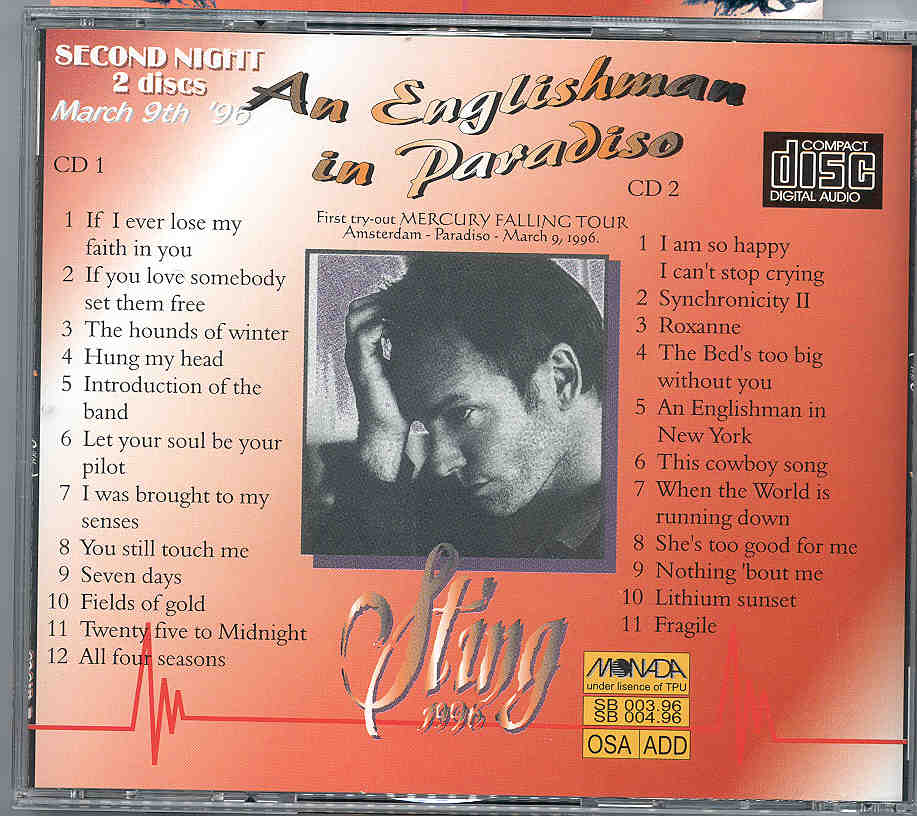 SECOND NIGHT
2 discs
March 9th '96
An Englishman
in Paradiso
COMPACT
disc
DIGITAL AUDIO
First try-out MERCURY FALLING TOUR
Amsterdam - Paradiso - March 9, 1996.
CD 1
1 If I ever lose my
faith in you
2 If you love somebody
set them free
3 The hounds of winter
4 Hung my head
5 Introduction of the
band
6 Let your soul be your
pilot
7 I was brought to my
senses
8 You still touch me
9 Seven days
10 Fields of gold
11 Twenty five to Midnight
12 All four seasons
CD 2
1 I am so happy
I can't stop crying
2 Synchronicity II
3 Roxanne
4 The Bed's too big
without you
5 An Englishman in
New York
6 This cowboy song
7 When the World is
running down
8 She's too good for me
9 Nothing 'bout me
10 Lithium sunset
11 Fragile
Sting
1996
MONADA
under lisence of TPU
SB 003.96
SB 004.96
OSA ADD